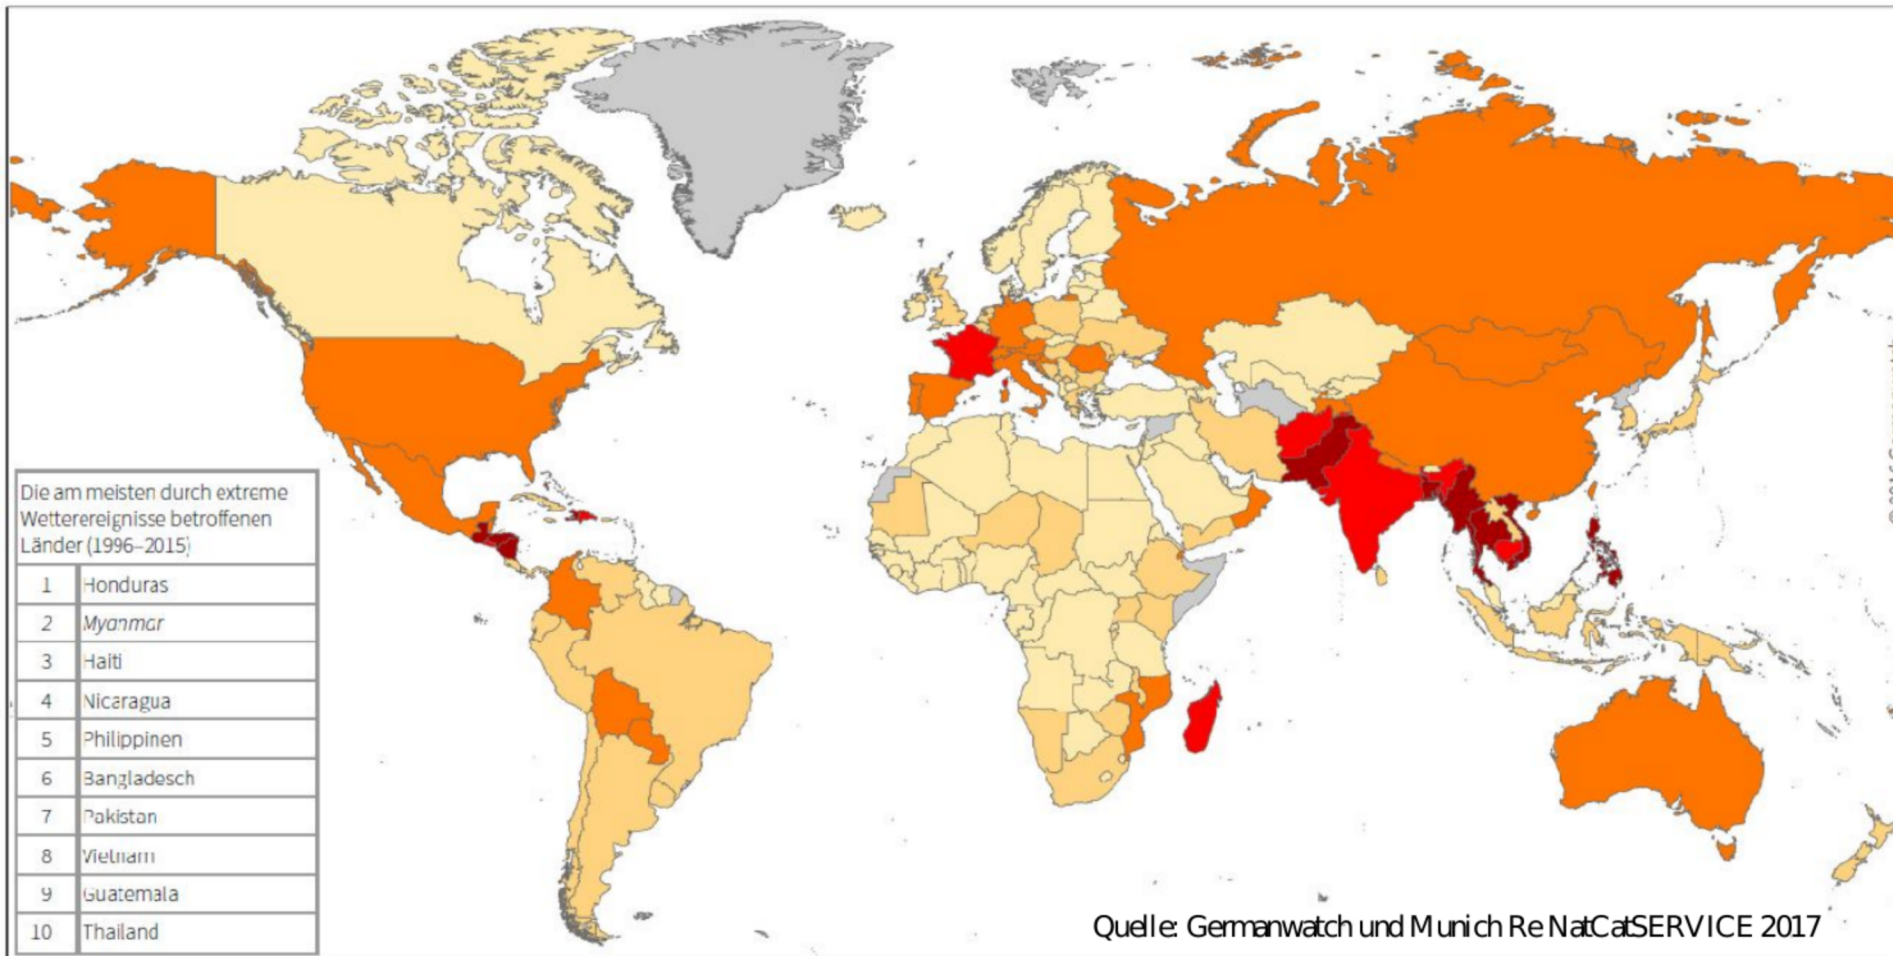 Die am meisten durch extreme
Wetterereignisse betroffenen
Länder (1996–2015)
1 Honduras
2 Myanmar
3 Haiti
4 Nicaragua
5 Philippinen
6 Bangladesch
7 Pakistan
8 Vietnam
9 Guatemala
10 Thailand
Quelle: Germanwatch und Munich Re NatCatSERVICE 2017